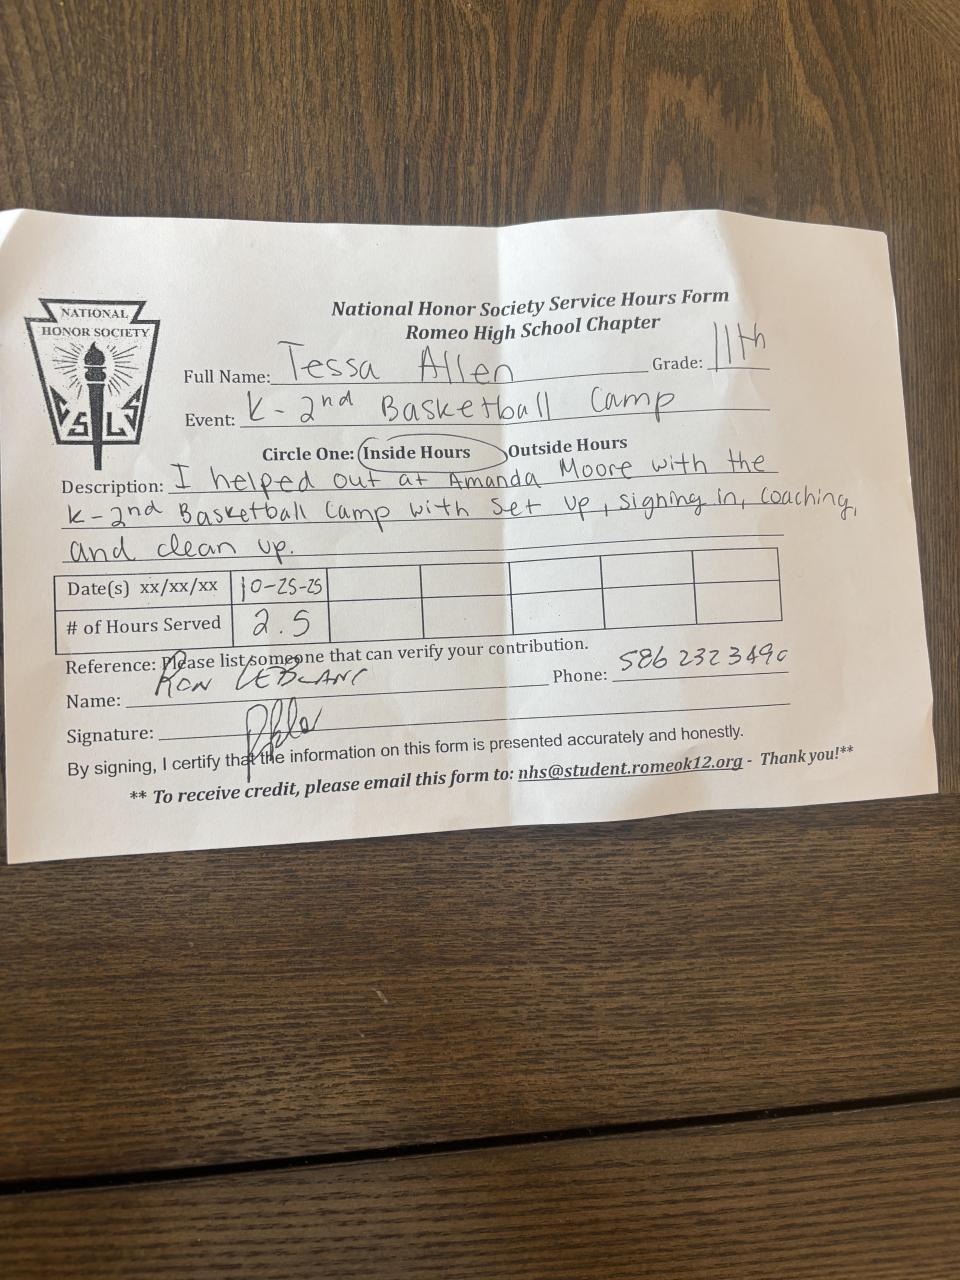 NATIONAL
HONOR SOCIETY
S L S
National Honor Society Service Hours Form
Romeo High School Chapter
Full Name: Tessa Allen Grade: 11th
Event: K-2nd Basketball Camp
Circle One: Inside Hours Outside Hours
Description: I helped out at Amanda Moore with the
K-2nd Basketball Camp with set up, signing in, coaching,
and clean up.
Date(s) xx/xx/xx 10-25-25
# of Hours Served 2.5
Reference: Please list someone that can verify your contribution.
Name: RON LEBLANC Phone: 586 232 3490
Signature:
By signing, I certify that the information on this form is presented accurately and honestly.
** To receive credit, please email this form to: nhs@student.romeok12.org - Thank you!**